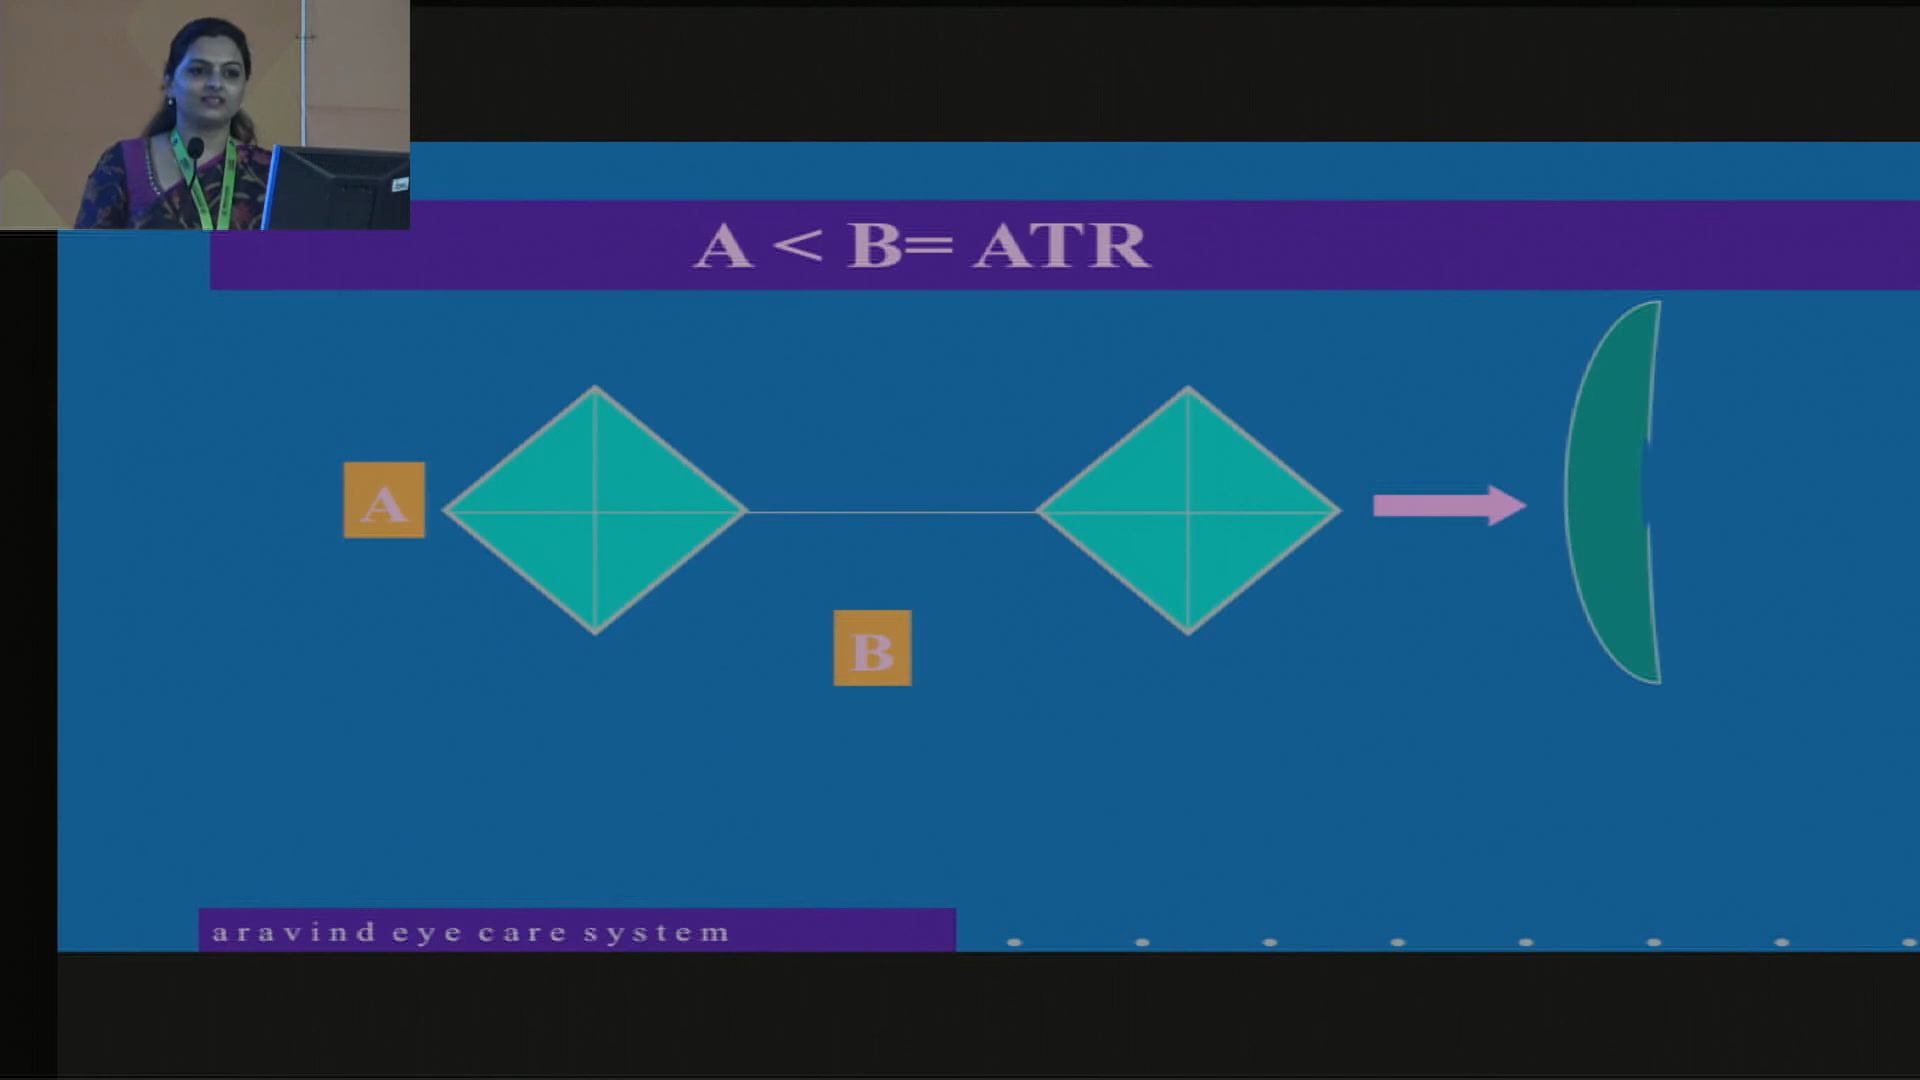 A < B= ATR
A
B
aravind eye care system